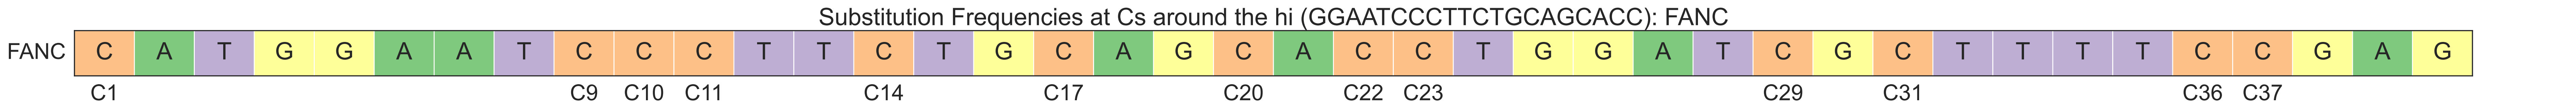 Substitution Frequencies at Cs around the hi (GGAATCCCTTCTGCAGCACC): FANC
FANC C A T G G A A T C C C T T C T G C A G C A C C T G G A T C G C T T T T C C G A G
C1 C9 C10 C11 C14 C17 C20 C22 C23 C29 C31 C36 C37